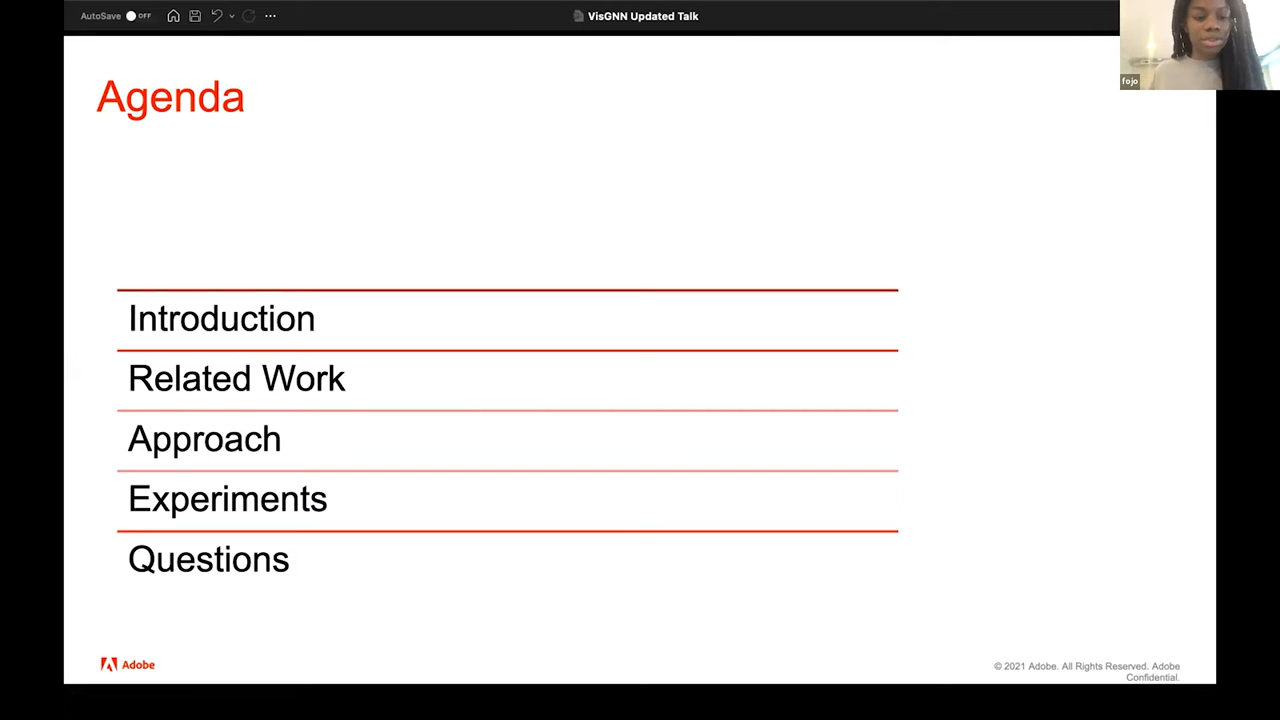 AutoSave OFF
VisGNN Updated Talk
fojo
Agenda
Introduction
Related Work
Approach
Experiments
Questions
Adobe
© 2021 Adobe. All Rights Reserved. Adobe
Confidential.